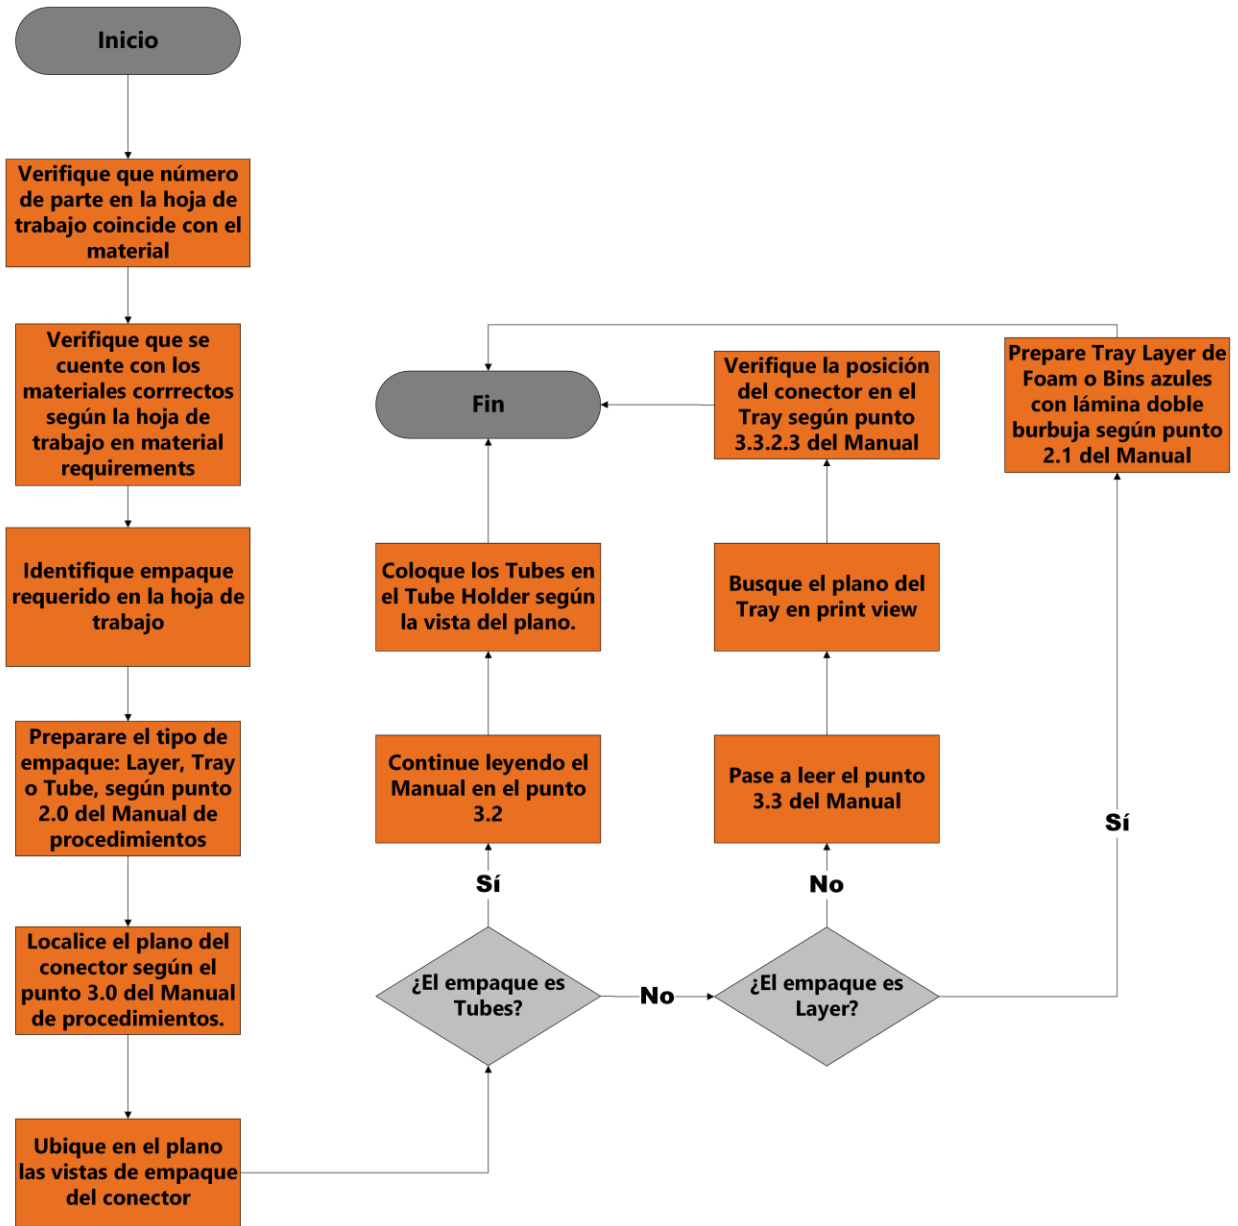 Inicio
Verifique que número
de parte en la hoja de
trabajo coincide con el
material
Verifique que se
cuente con los
materiales corrrectos
según la hoja de
trabajo en material
requirements
Identifique empaque
requerido en la hoja de
trabajo
Preparare el tipo de
empaque: Layer, Tray
o Tube, según punto
2.0 del Manual de
procedimientos
Localice el plano del
conector según el
punto 3.0 del Manual
de procedimientos.
Ubique en el plano
las vistas de empaque
del conector
¿El empaque es
Tubes?
Sí
Continue leyendo el
Manual en el punto
3.2
Coloque los Tubes en
el Tube Holder según
la vista del plano.
Fin
No
¿El empaque es
Layer?
No
Pase a leer el punto
3.3 del Manual
Busque el plano del
Tray en print view
Verifique la posición
del conector en el
Tray según punto
3.3.2.3 del Manual
Sí
Prepare Tray Layer de
Foam o Bins azules
con lámina doble
burbuja según punto
2.1 del Manual